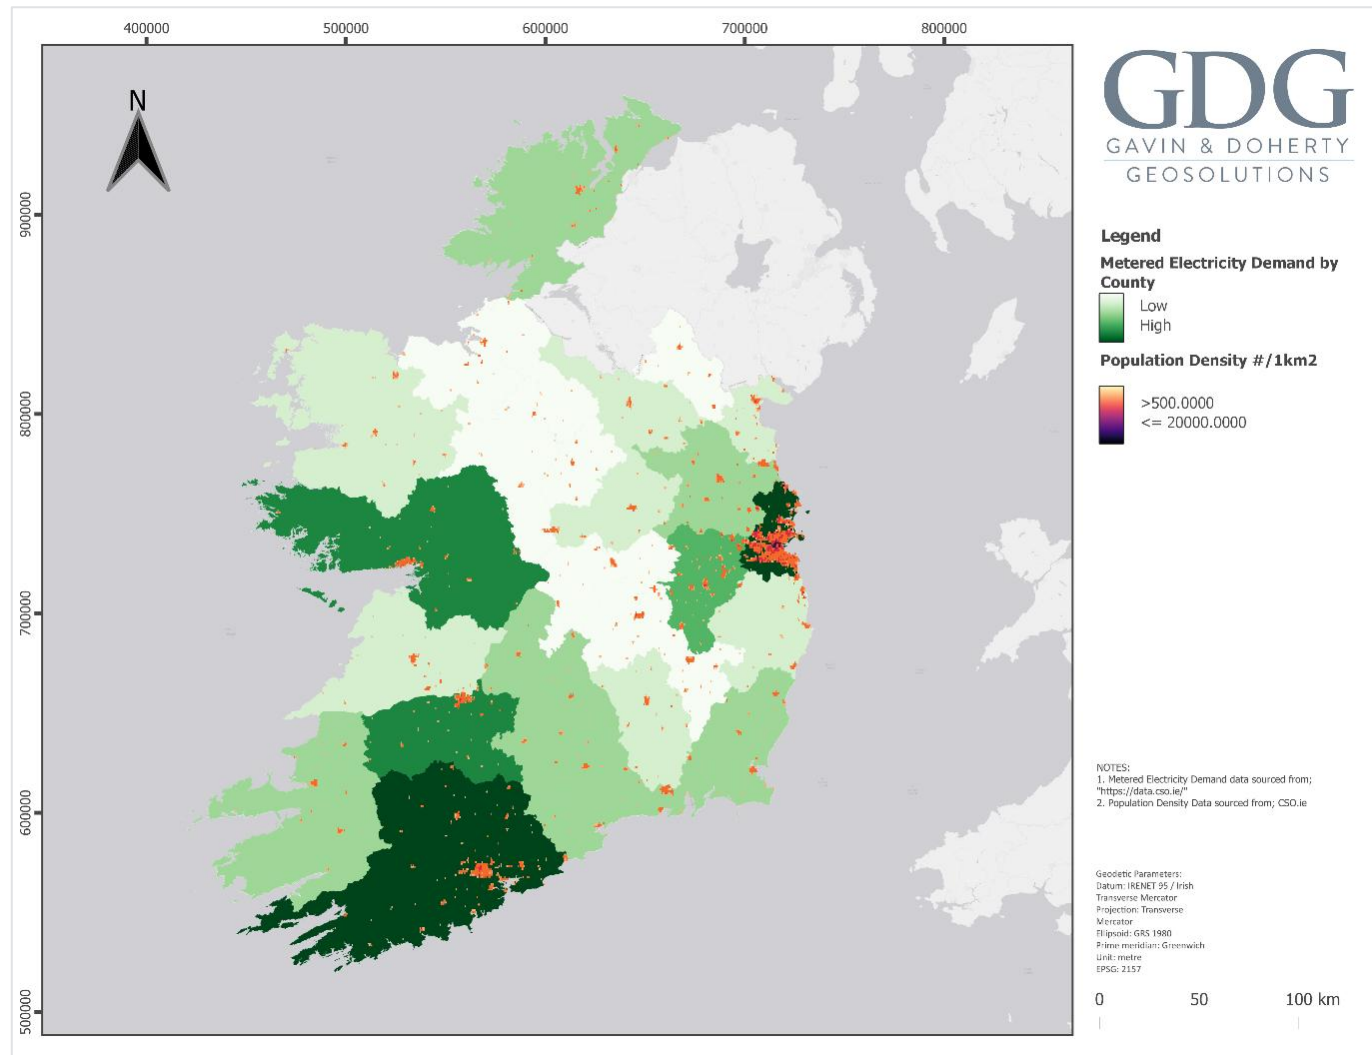 400000
500000
600000
700000
800000
N
900000
800000
700000
600000
500000
GDG
GAVIN & DOHERTY
GEOSOLUTIONS
Legend
Metered Electricity Demand by
County
Low
High
Population Density #/1km2
>500.0000
<= 20000.0000
NOTES:
1. Metered Electricity Demand data sourced from;
"https://data.cso.ie/"
2. Population Density Data sourced from; CSO.ie
Geodetic Parameters:
Datum: IRENET 95 / Irish
Transverse Mercator
Projection: Transverse
Mercator
Ellipsoid: GRS 1980
Prime meridian: Greenwich
Unit: metre
EPSG: 2157
0 50 100 km